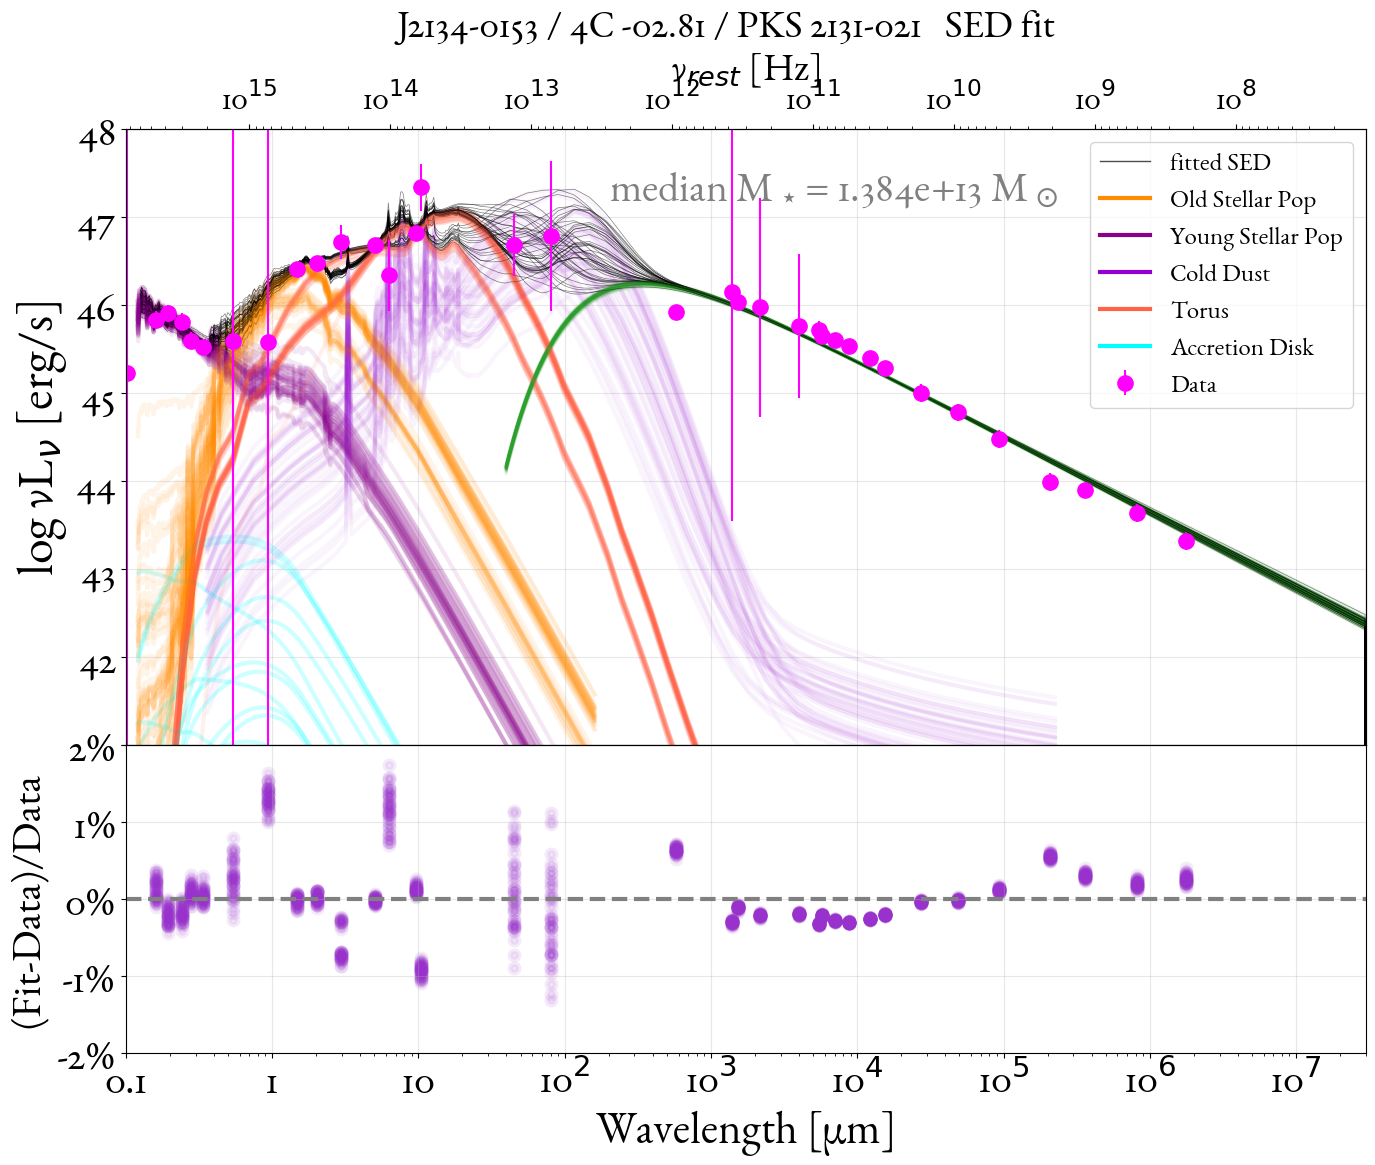 J2134-0153 / 4C -02.81 / PKS 2131-021 SED fit
ν_rest [Hz]
10^15 10^14 10^13 10^12 10^11 10^10 10^9 10^8
48
47
46
45
44
43
42
log νL_ν [erg/s]
median M⋆ = 1.384e+13 M⊙
fitted SED
Old Stellar Pop
Young Stellar Pop
Cold Dust
Torus
Accretion Disk
Data
2%
1%
0%
-1%
-2%
(Fit-Data)/Data
0.1 1 10 10^2 10^3 10^4 10^5 10^6 10^7
Wavelength [µm]